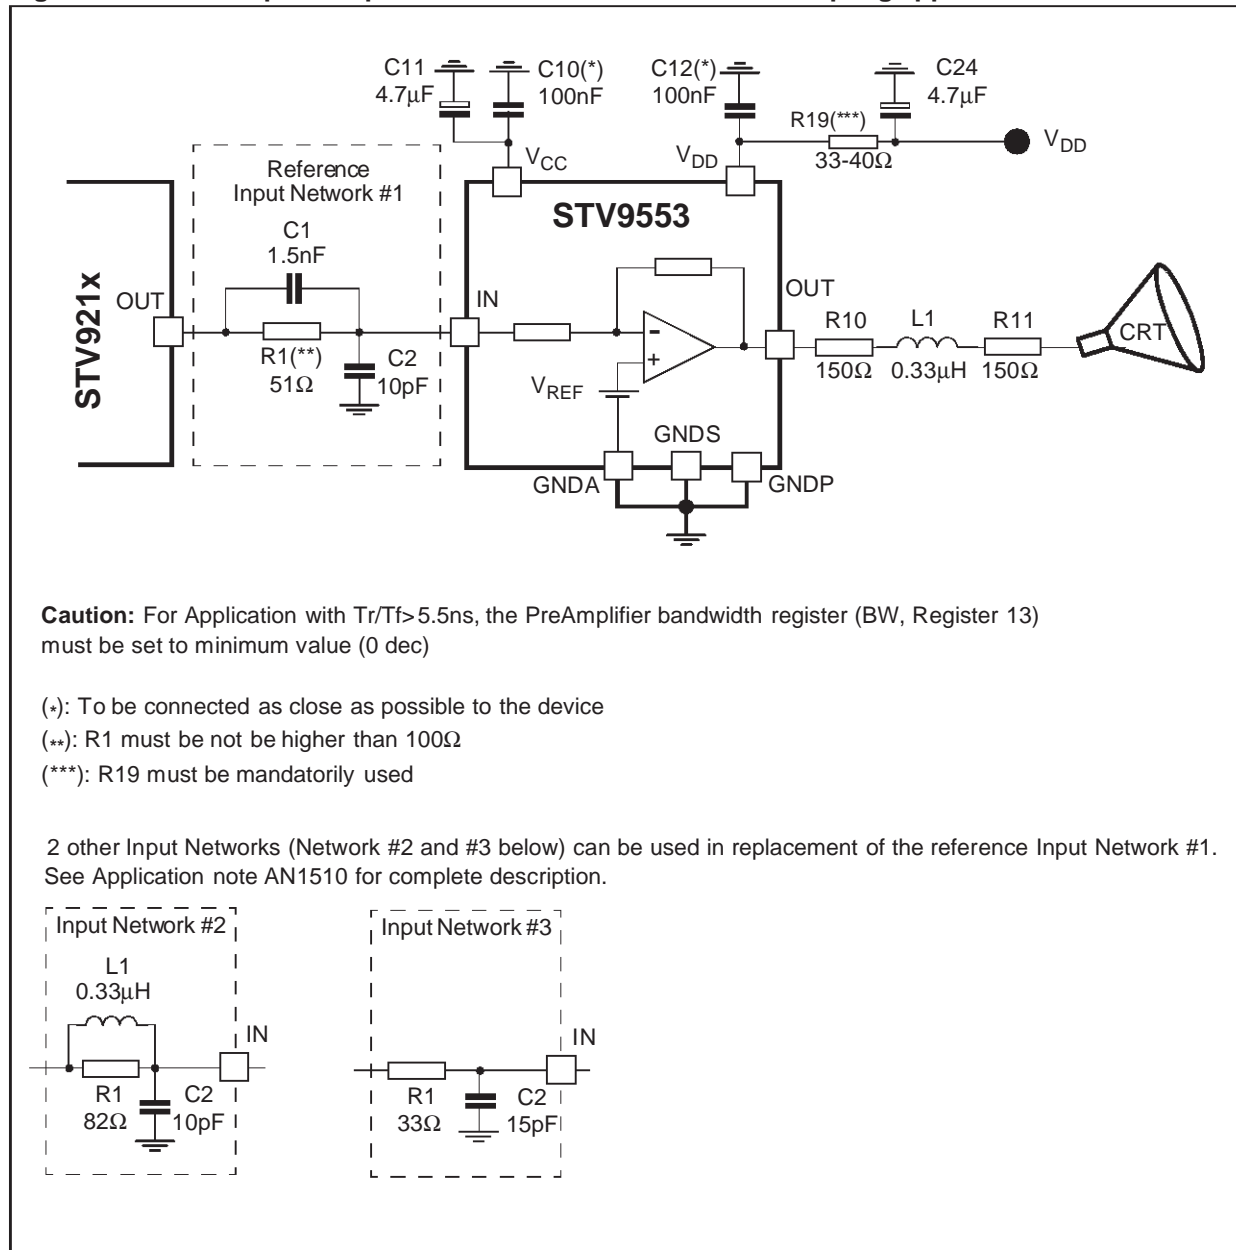 C11
4.7μF
C10(*)
100nF
C12(*)
100nF
C24
4.7μF
R19(***)
33-40Ω
VDD
VCC
VDD
Reference
Input Network #1
C1
1.5nF
STV9553
STV921x
OUT
IN
OUT
R1(**)
51Ω
C2
10pF
VREF
R10
150Ω
L1
0.33μH
R11
150Ω
CRT
GNDS
GNDA
GNDP
Caution: For Application with Tr/Tf>5.5ns, the PreAmplifier bandwidth register (BW, Register 13)
must be set to minimum value (0 dec)
(*): To be connected as close as possible to the device
(**): R1 must be not be higher than 100Ω
(***): R19 must be mandatorily used
2 other Input Networks (Network #2 and #3 below) can be used in replacement of the reference Input Network #1.
See Application note AN1510 for complete description.
Input Network #2
L1
0.33μH
IN
R1
82Ω
C2
10pF
Input Network #3
IN
R1
33Ω
C2
15pF